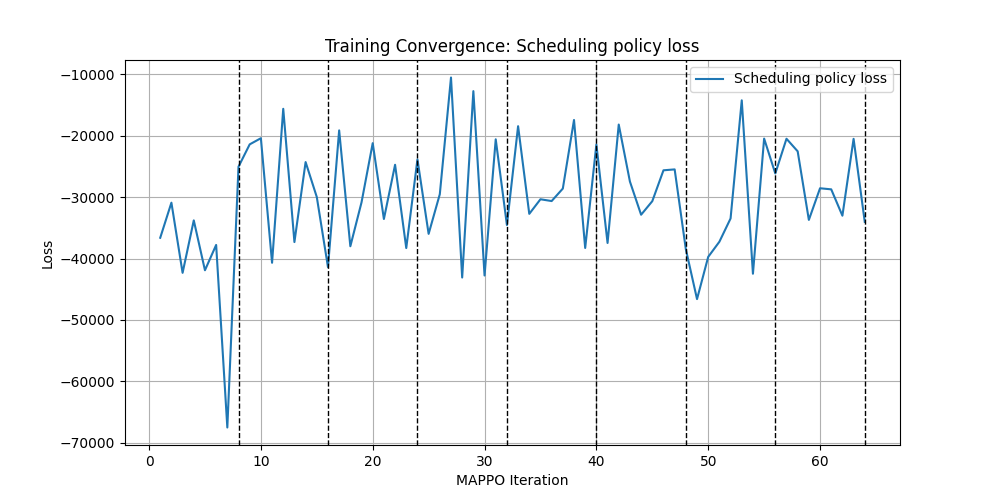 Training Convergence: Scheduling policy loss
Scheduling policy loss
Loss
−10000
−20000
−30000
−40000
−50000
−60000
−70000
0 10 20 30 40 50 60
MAPPO Iteration